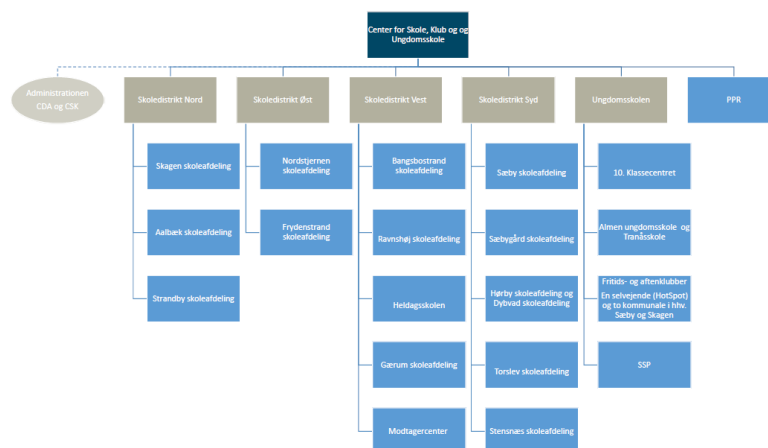 Center for Skole, Klub og og
Ungdomsskole
Administrationen
CDA og CSK
Skoledistrikt Nord
Skoledistrikt Øst
Skoledistrikt Vest
Skoledistrikt Syd
Ungdomsskolen
PPR
Skagen skoleafdeling
Aalbæk skoleafdeling
Strandby skoleafdeling
Nordstjernen
skoleafdeling
Frydenstrand
skoleafdeling
Bangsbostrand
skoleafdeling
Ravnshøj skoleafdeling
Heldagsskolen
Gærum skoleafdeling
Modtagercenter
Sæby skoleafdeling
Sæbygård skoleafdeling
Hørby skoleafdeling og
Dybvad skoleafdeling
Torslev skoleafdeling
Stensnæs skoleafdeling
10. Klassecentret
Almen ungdomsskole og
Tranåsskole
Fritids- og aftenklubber
En selvejende (HotSpot)
og to kommunale i hhv.
Sæby og Skagen
SSP